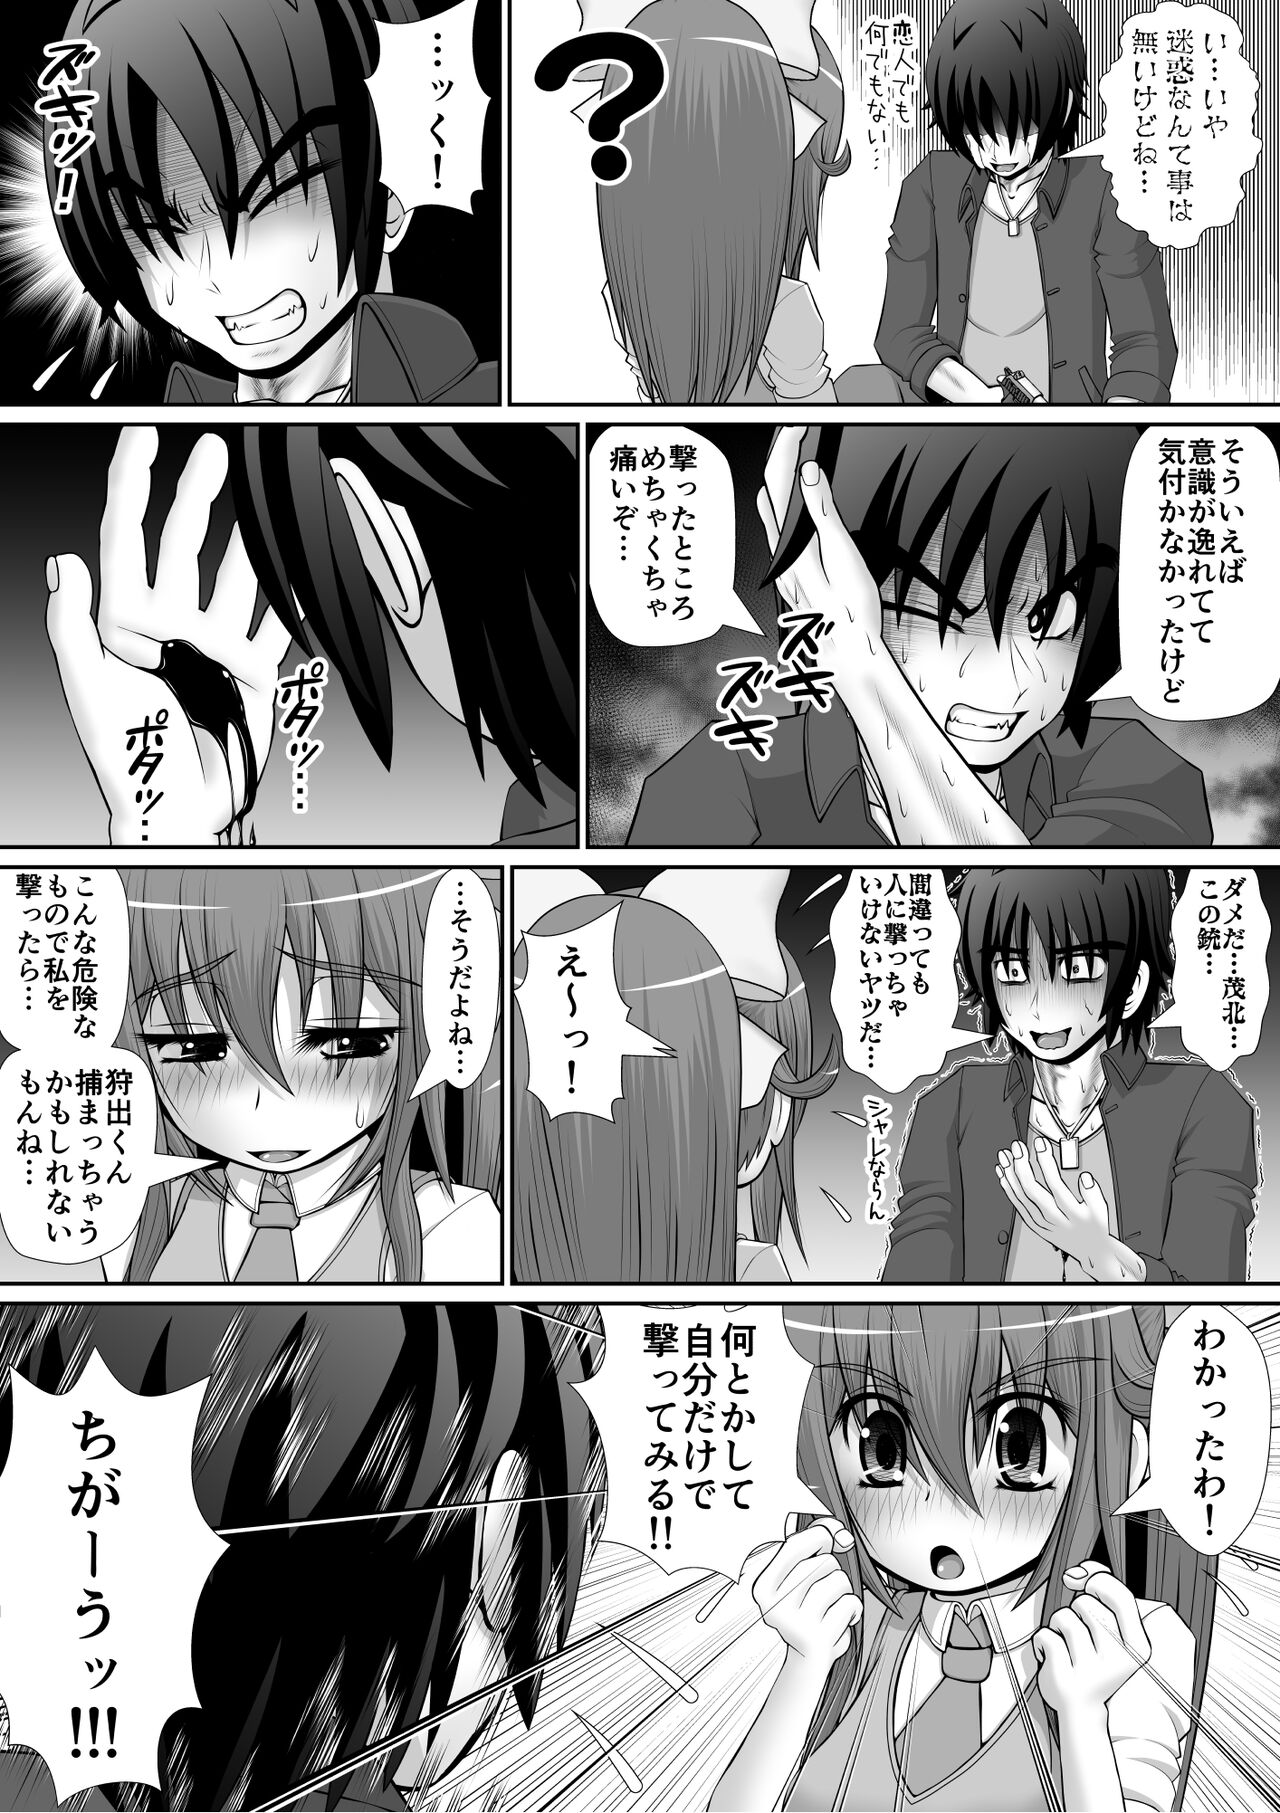 い…いや
迷惑なんて事は
無いけどね…
恋人でも
何でもない…
?
…ッく!
ズキッ!
そういえば
意識が逸れてて
気付かなかったけど
撃ったところ
めちゃくちゃ
痛いぞ…
ズキ
ズキ
ポタッ…
ポタッ…
ダメだ…茂北…
この銃…
間違っても
人に撃っちゃ
いけないヤツだ…
シャレならん
え〜っ!
…そうだよね…
こんな危険な
もので私を
撃ったら…
狩出くん
捕まっちゃう
かもしれない
もんね…
わかったわ!
何とかして
自分だけで
撃ってみる!!
ちがーうッ!!!